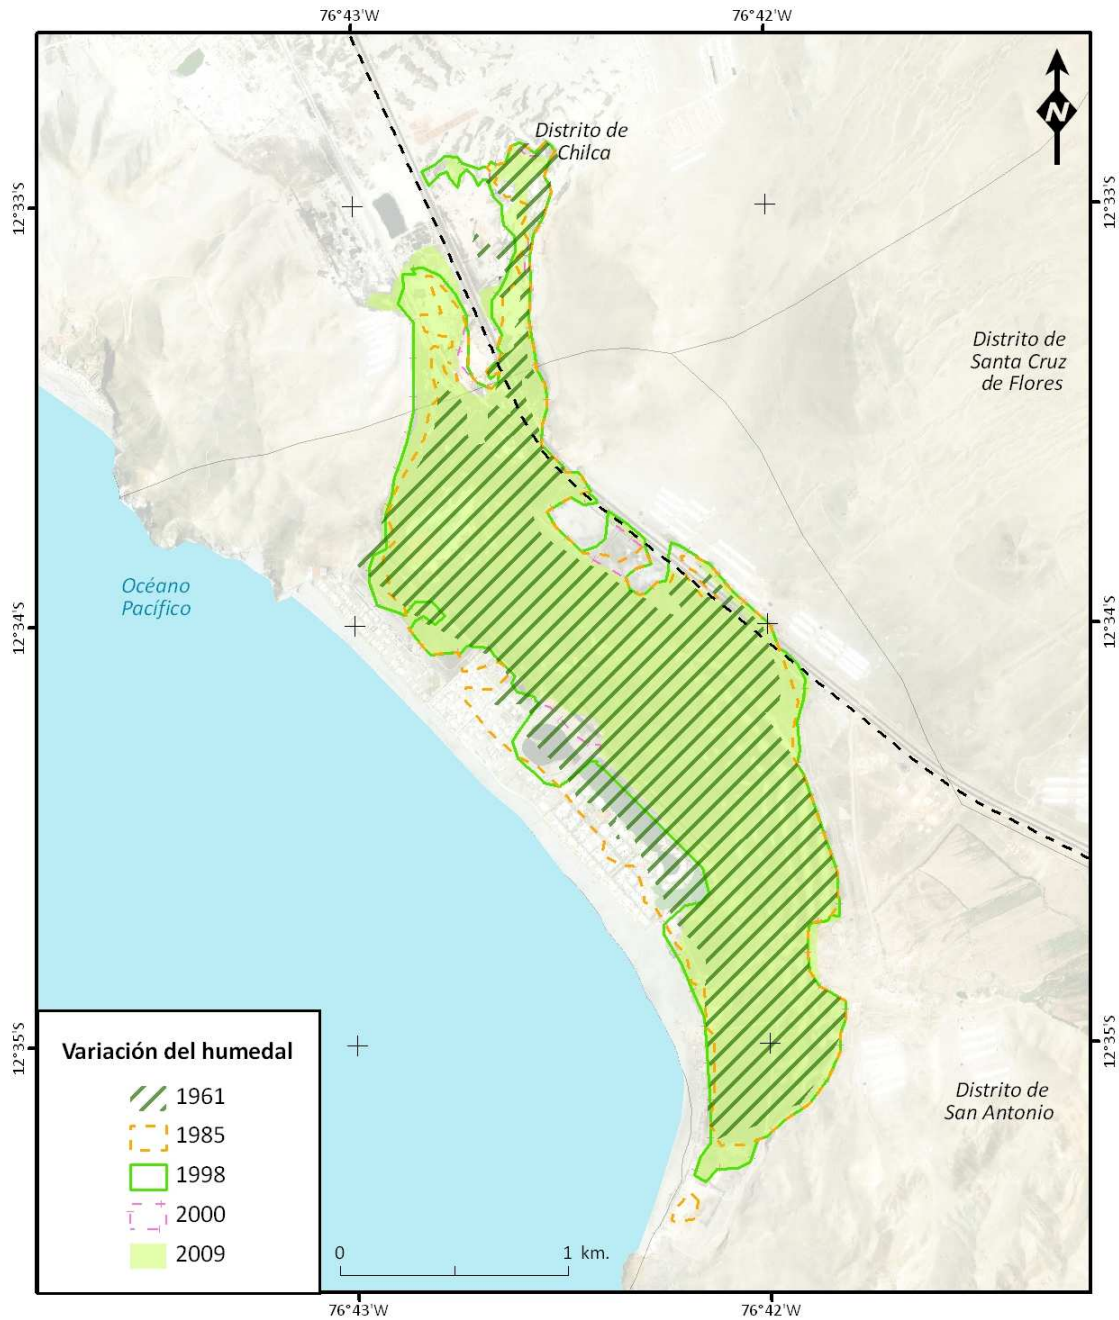 76°43'W
76°42'W
N
Distrito de
Chilca
12°33'S
12°33'S
Distrito de
Santa Cruz
de Flores
Océano
Pacífico
12°34'S
12°34'S
12°35'S
12°35'S
Variación del humedal
1961
1985
1998
2000
2009
Distrito de
San Antonio
0 1 km.
76°43'W
76°42'W